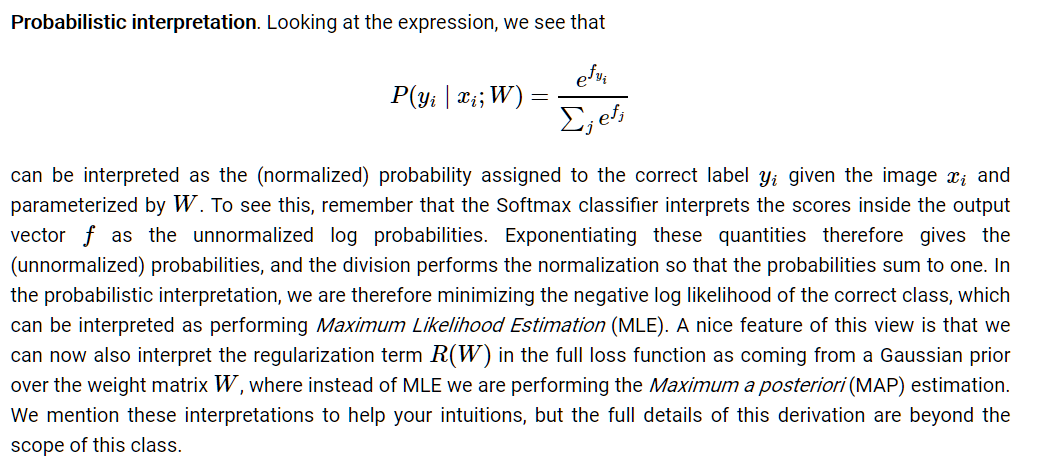 Probabilistic interpretation. Looking at the expression, we see that
P(y_i | x_i; W) = e^{f_{y_i}} / ∑_j e^{f_j}
can be interpreted as the (normalized) probability assigned to the correct label y_i given the image x_i and
parameterized by W. To see this, remember that the Softmax classifier interprets the scores inside the output
vector f as the unnormalized log probabilities. Exponentiating these quantities therefore gives the
(unnormalized) probabilities, and the division performs the normalization so that the probabilities sum to one. In
the probabilistic interpretation, we are therefore minimizing the negative log likelihood of the correct class, which
can be interpreted as performing Maximum Likelihood Estimation (MLE). A nice feature of this view is that we
can now also interpret the regularization term R(W) in the full loss function as coming from a Gaussian prior
over the weight matrix W, where instead of MLE we are performing the Maximum a posteriori (MAP) estimation.
We mention these interpretations to help your intuitions, but the full details of this derivation are beyond the
scope of this class.